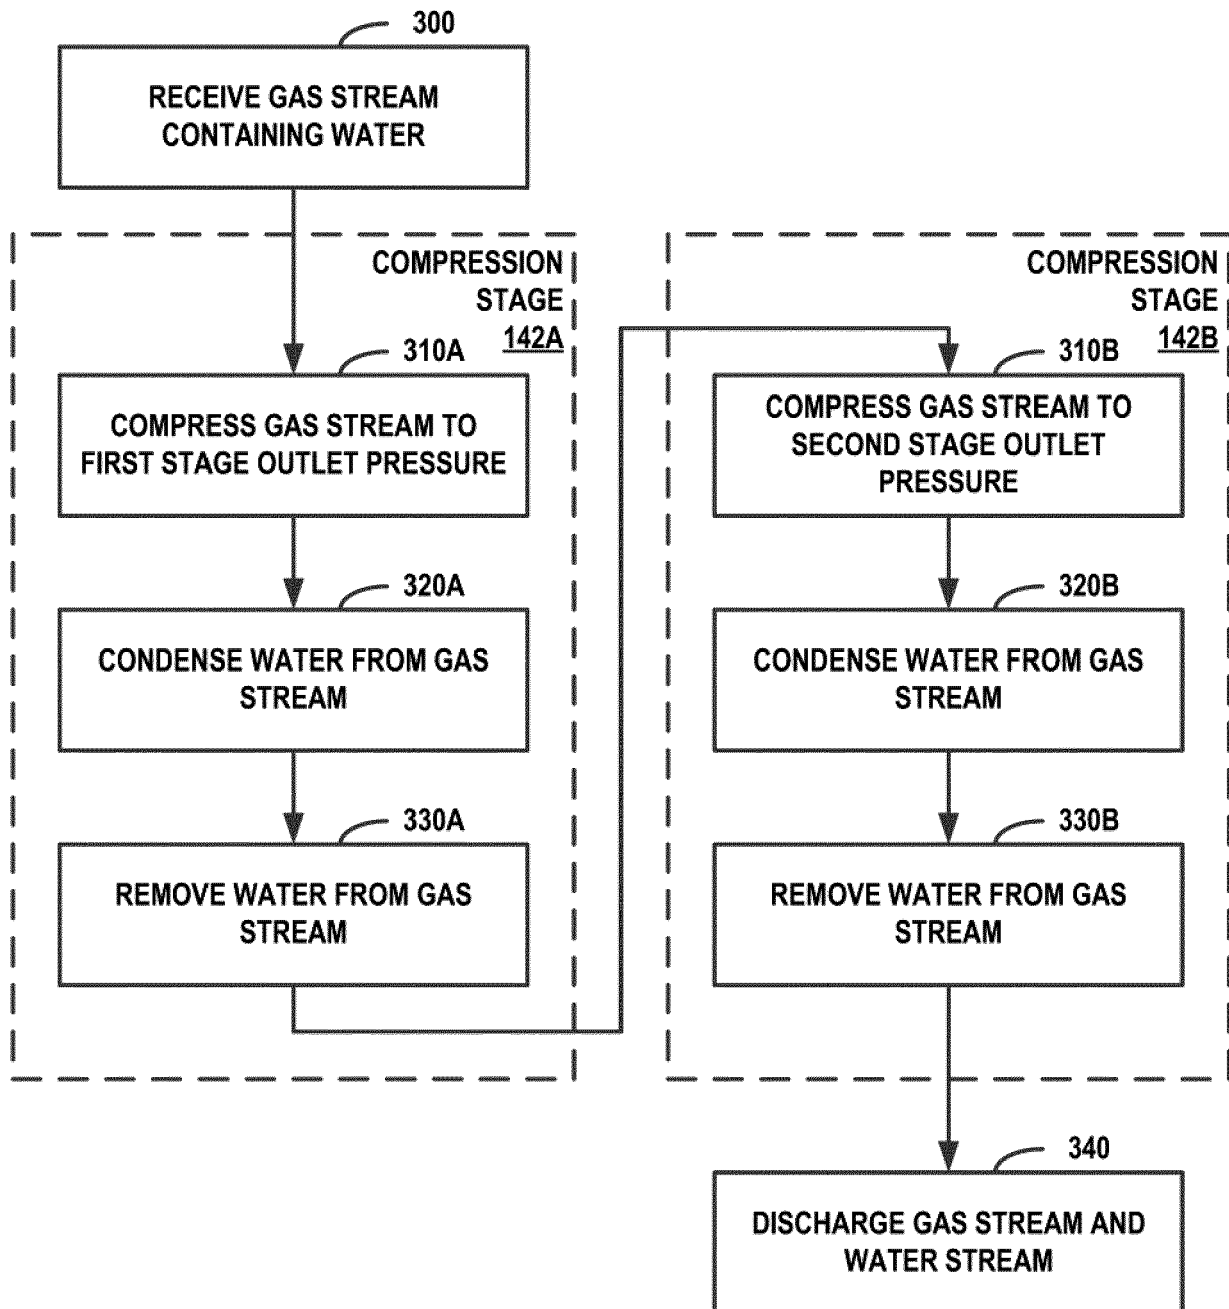 300
RECEIVE GAS STREAM
CONTAINING WATER
COMPRESSION
STAGE
142A
310A
COMPRESS GAS STREAM TO
FIRST STAGE OUTLET PRESSURE
320A
CONDENSE WATER FROM GAS
STREAM
330A
REMOVE WATER FROM GAS
STREAM
COMPRESSION
STAGE
142B
310B
COMPRESS GAS STREAM TO
SECOND STAGE OUTLET
PRESSURE
320B
CONDENSE WATER FROM GAS
STREAM
330B
REMOVE WATER FROM GAS
STREAM
340
DISCHARGE GAS STREAM AND
WATER STREAM